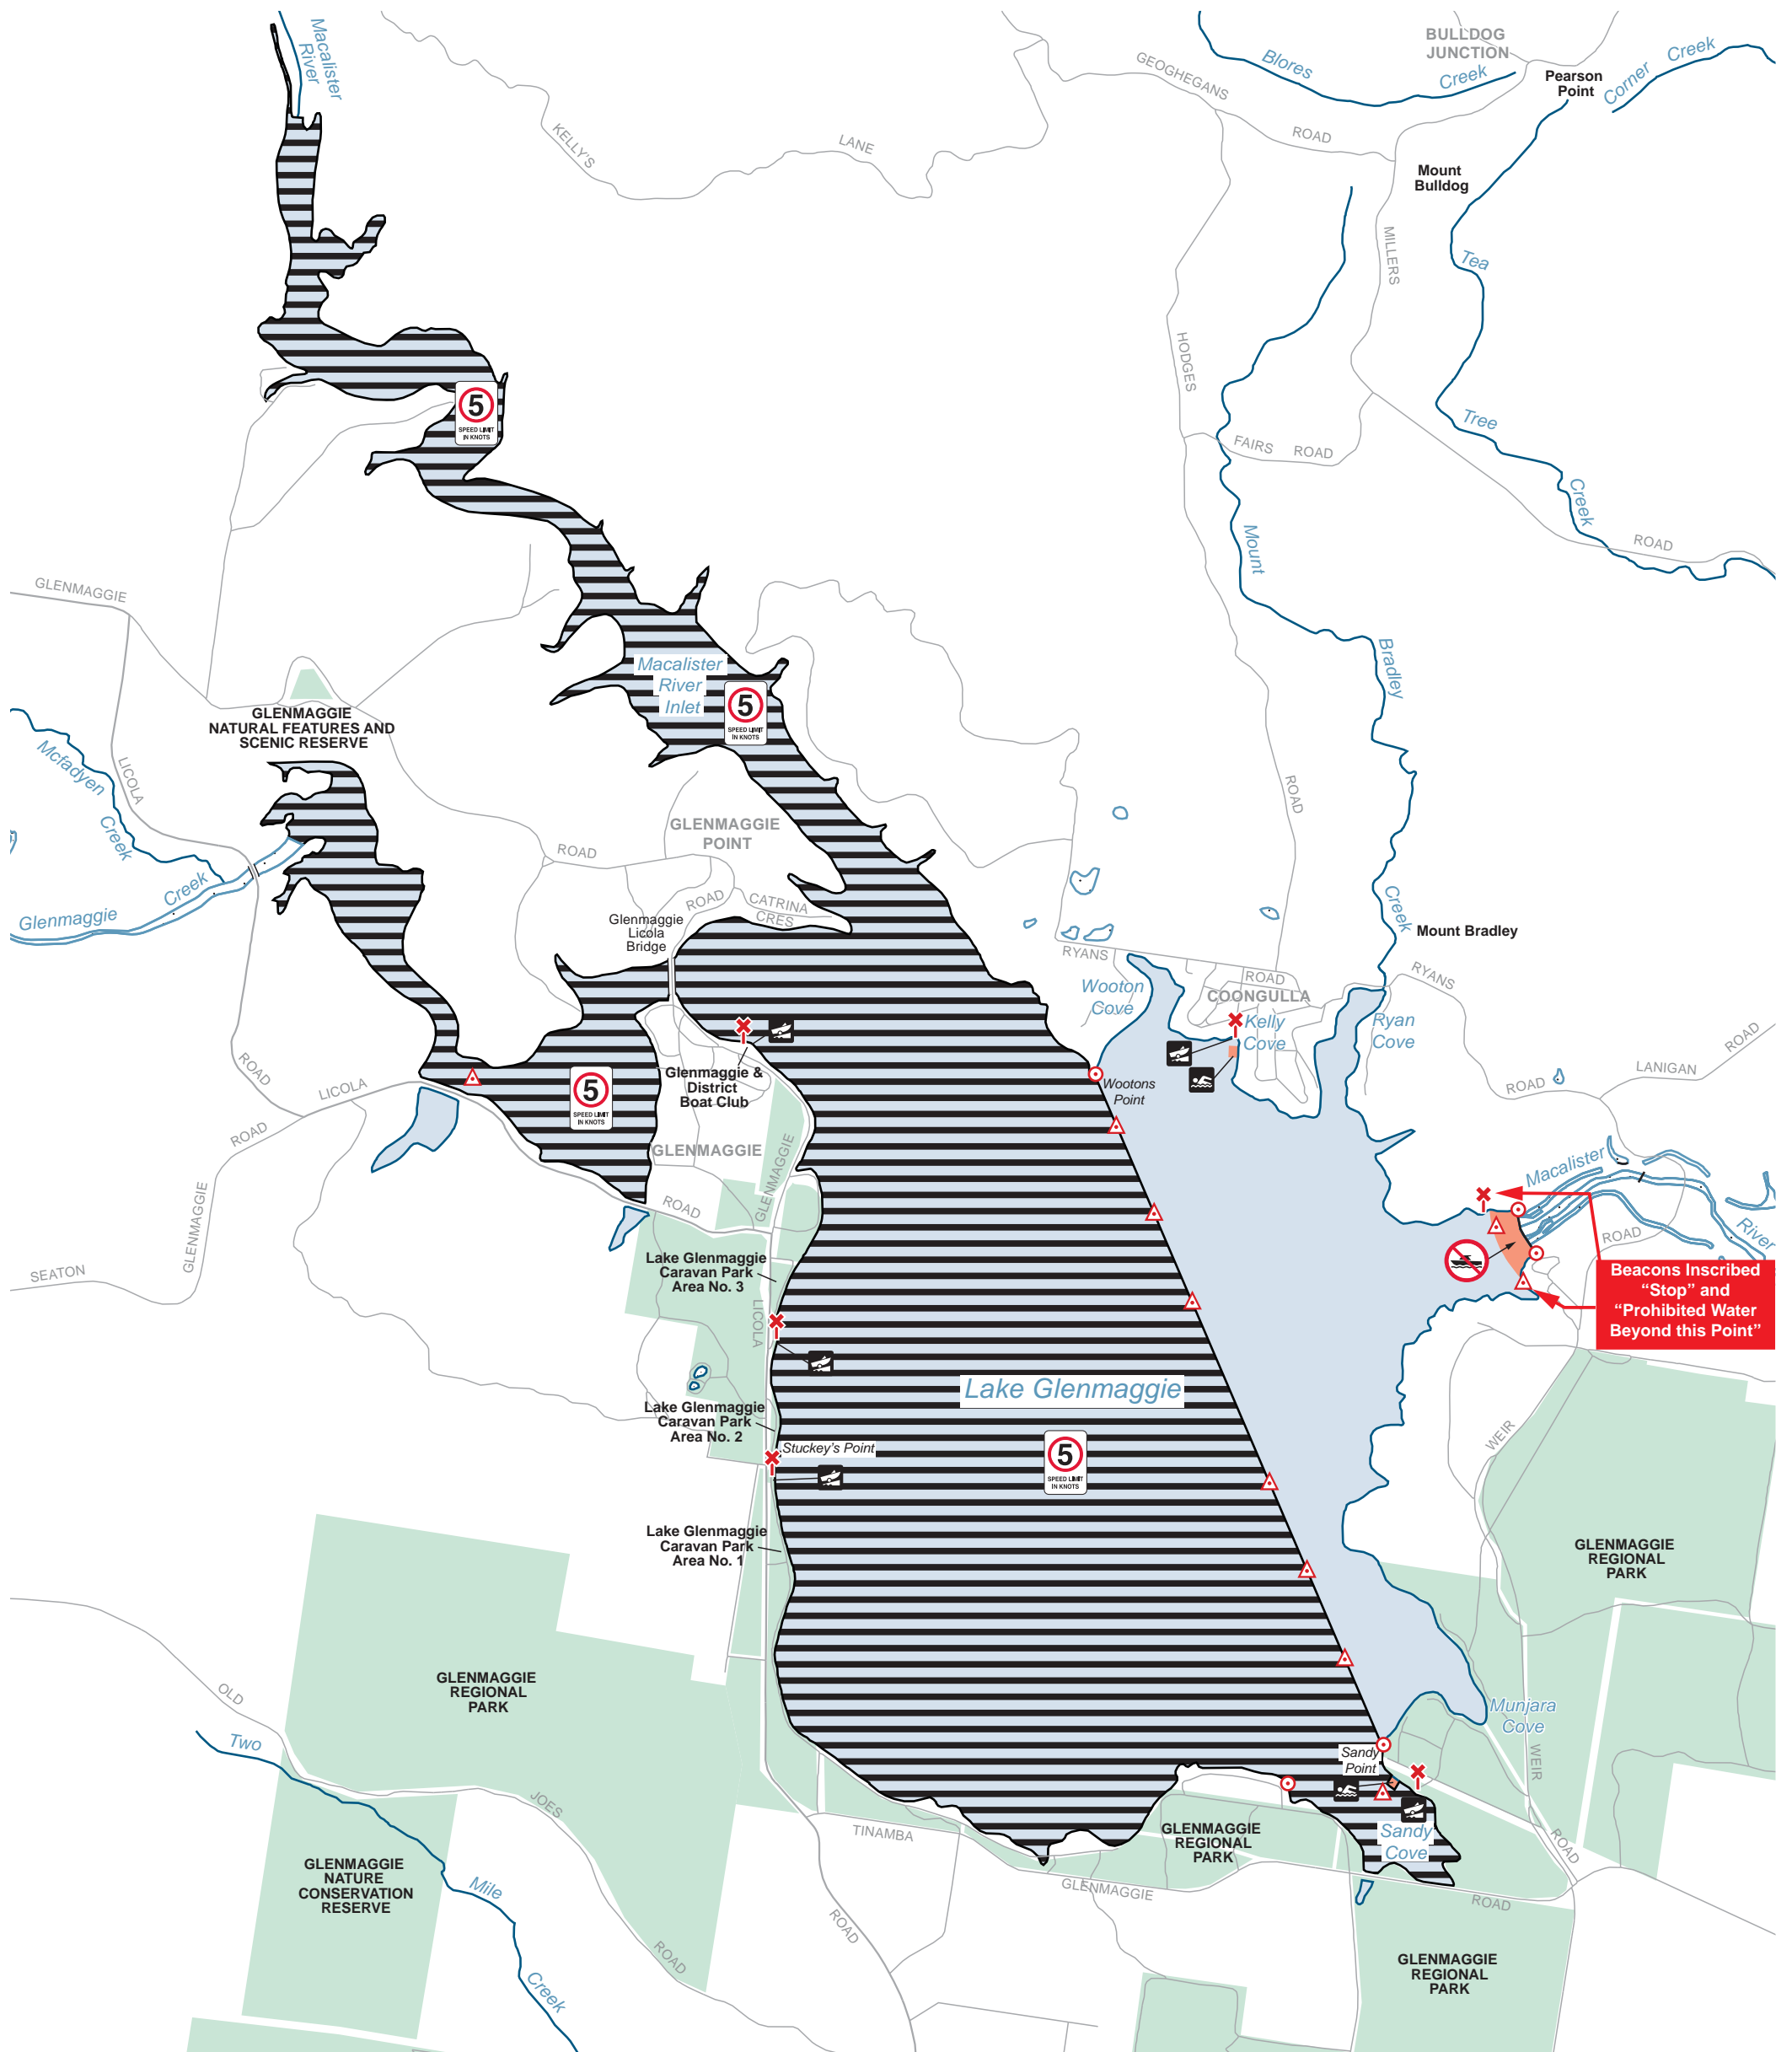 Macalister
River
BULLDOG
JUNCTION
Blores
Creek
Corner
Creek
Pearson
Point
GEOGHEGANS
ROAD
KELLY'S
LANE
Mount
Bulldog
MILLERS
Tea
Tree
Creek
ROAD
HODGES
ROAD
FAIRS ROAD
5
SPEED LIMIT
IN KNOTS
Mount
Bradley
Creek
GLENMAGGIE
Macalister
River
Inlet
5
SPEED LIMIT
IN KNOTS
GLENMAGGIE
NATURAL FEATURES AND
SCENIC RESERVE
Mcfadyen
Creek
LICOLA
ROAD
Glenmaggie
Creek
GLENMAGGIE
POINT
ROAD
ROAD
CATRINA
CRES
Glenmaggie
Licola
Bridge
Mount Bradley
RYANS
ROAD
RYANS
ROAD
COONGULLA
Wooton
Cove
Kelly
Cove
Ryan
Cove
LANIGAN
ROAD
Wootons
Point
Glenmaggie &
District
Boat Club
5
SPEED LIMIT
IN KNOTS
LICOLA
ROAD
GLENMAGGIE
SEATON
GLENMAGGIE
GLENMAGGIE
ROAD
Macalister
River
ROAD
Beacons Inscribed
“Stop” and
“Prohibited Water
Beyond this Point”
Lake Glenmaggie
Caravan Park
Area No. 3
LICOLA
Lake Glenmaggie
Lake Glenmaggie
Caravan Park
Area No. 2
Stuckey's Point
5
SPEED LIMIT
IN KNOTS
WEIR
Lake Glenmaggie
Caravan Park
Area No. 1
GLENMAGGIE
REGIONAL
PARK
GLENMAGGIE
REGIONAL
PARK
OLD
Two
Mile
Creek
JOES
ROAD
Munjara
Cove
WEIR
ROAD
Sandy
Point
Sandy
Cove
TINAMBA
ROAD
GLENMAGGIE
ROAD
GLENMAGGIE
REGIONAL
PARK
GLENMAGGIE
NATURE
CONSERVATION
RESERVE
GLENMAGGIE
REGIONAL
PARK